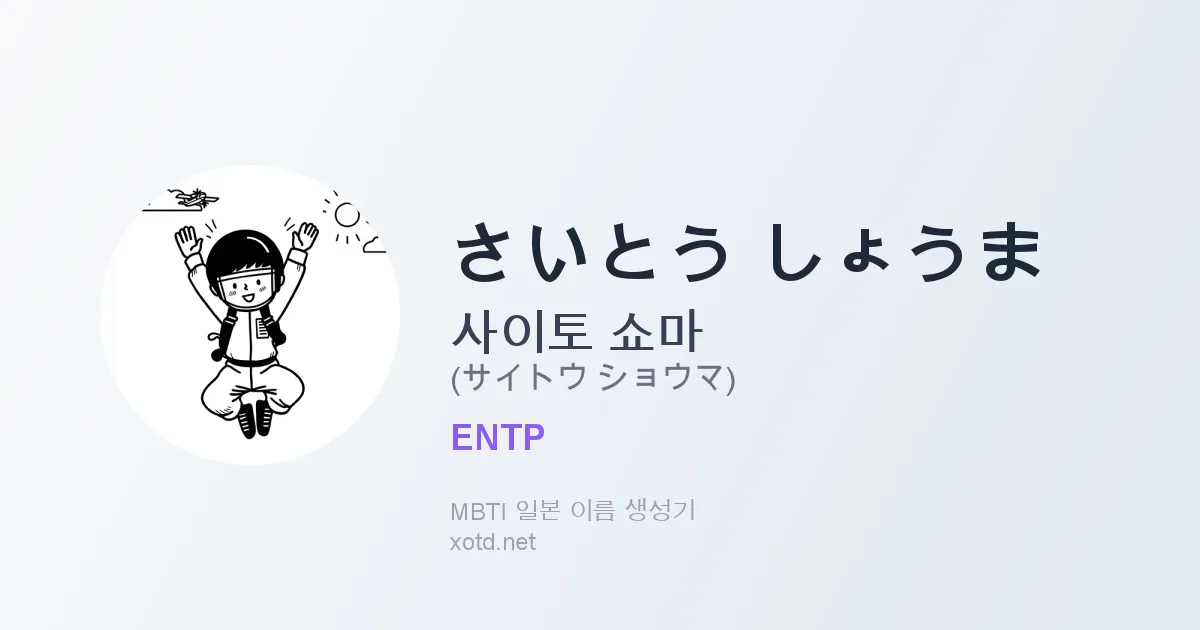 さいとう しょうま
사이토 쇼마
(サイトウ ショウマ)
ENTP
MBTI 일본 이름 생성기
xotd.net